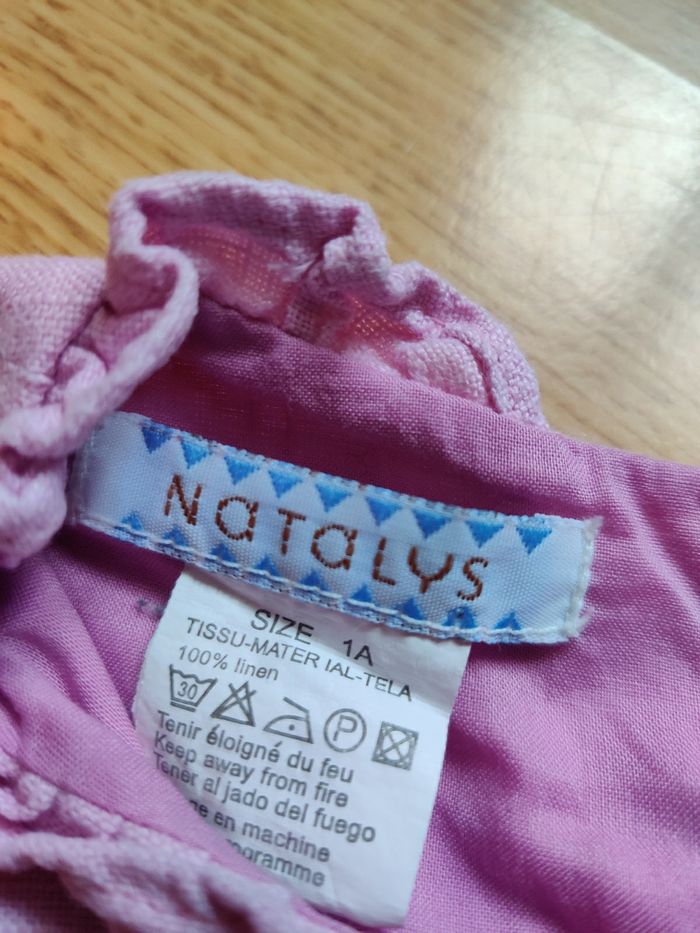 NaTaLYS
SIZE 1A
TISSU-MATER IAL-TELA
100% linen
30 P
Tenir éloigné du feu
Keep away from fire
Tener al jado del fuego
en machine